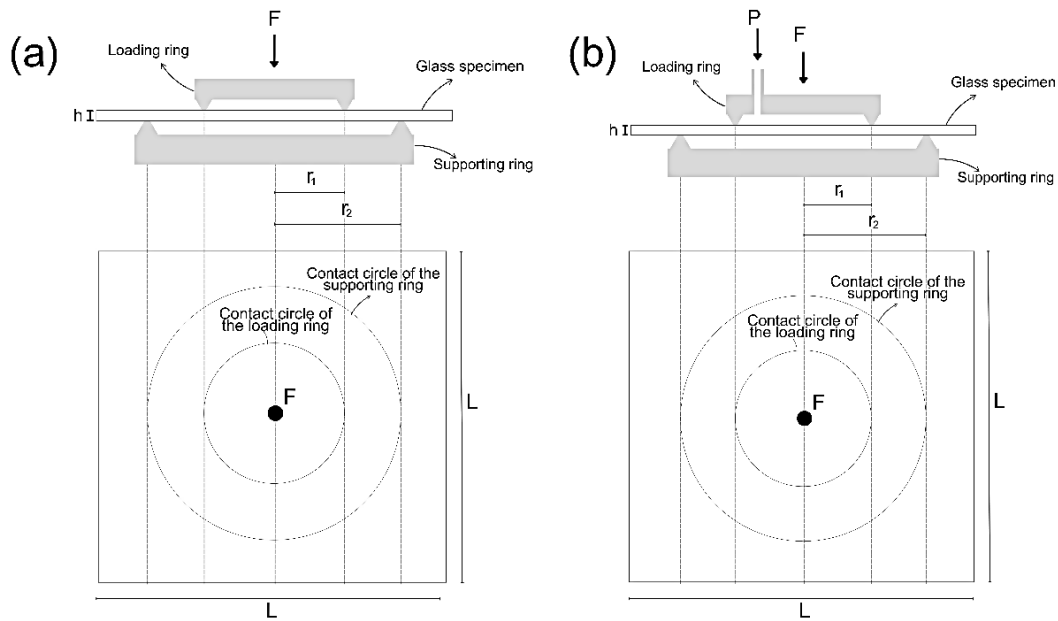 (a)
F
Loading ring
Glass specimen
h
Supporting ring
r₁
r₂
Contact circle of the
supporting ring
Contact circle of
the loading ring
F
L
L
(b)
P
F
Loading ring
Glass specimen
h
Supporting ring
r₁
r₂
Contact circle of the
supporting ring
Contact circle of
the loading ring
F
L
L